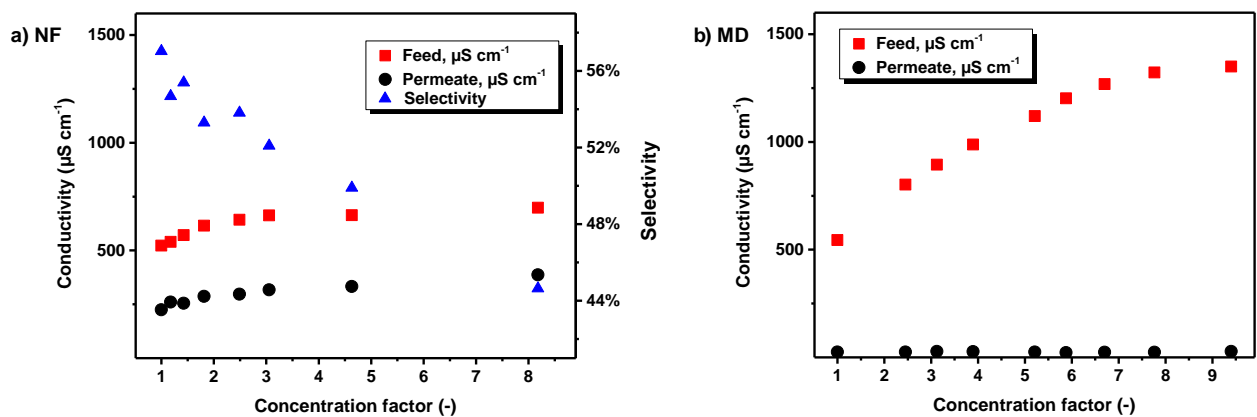 a) NF
Conductivity (µS cm⁻¹)
1500
1000
500
Feed, µS cm⁻¹
Permeate, µS cm⁻¹
Selectivity
56%
52%
48%
44%
Selectivity
1 2 3 4 5 6 7 8
Concentration factor (-)
b) MD
Conductivity (µS cm⁻¹)
1500
1000
500
Feed, µS cm⁻¹
Permeate, µS cm⁻¹
1 2 3 4 5 6 7 8 9
Concentration factor (-)